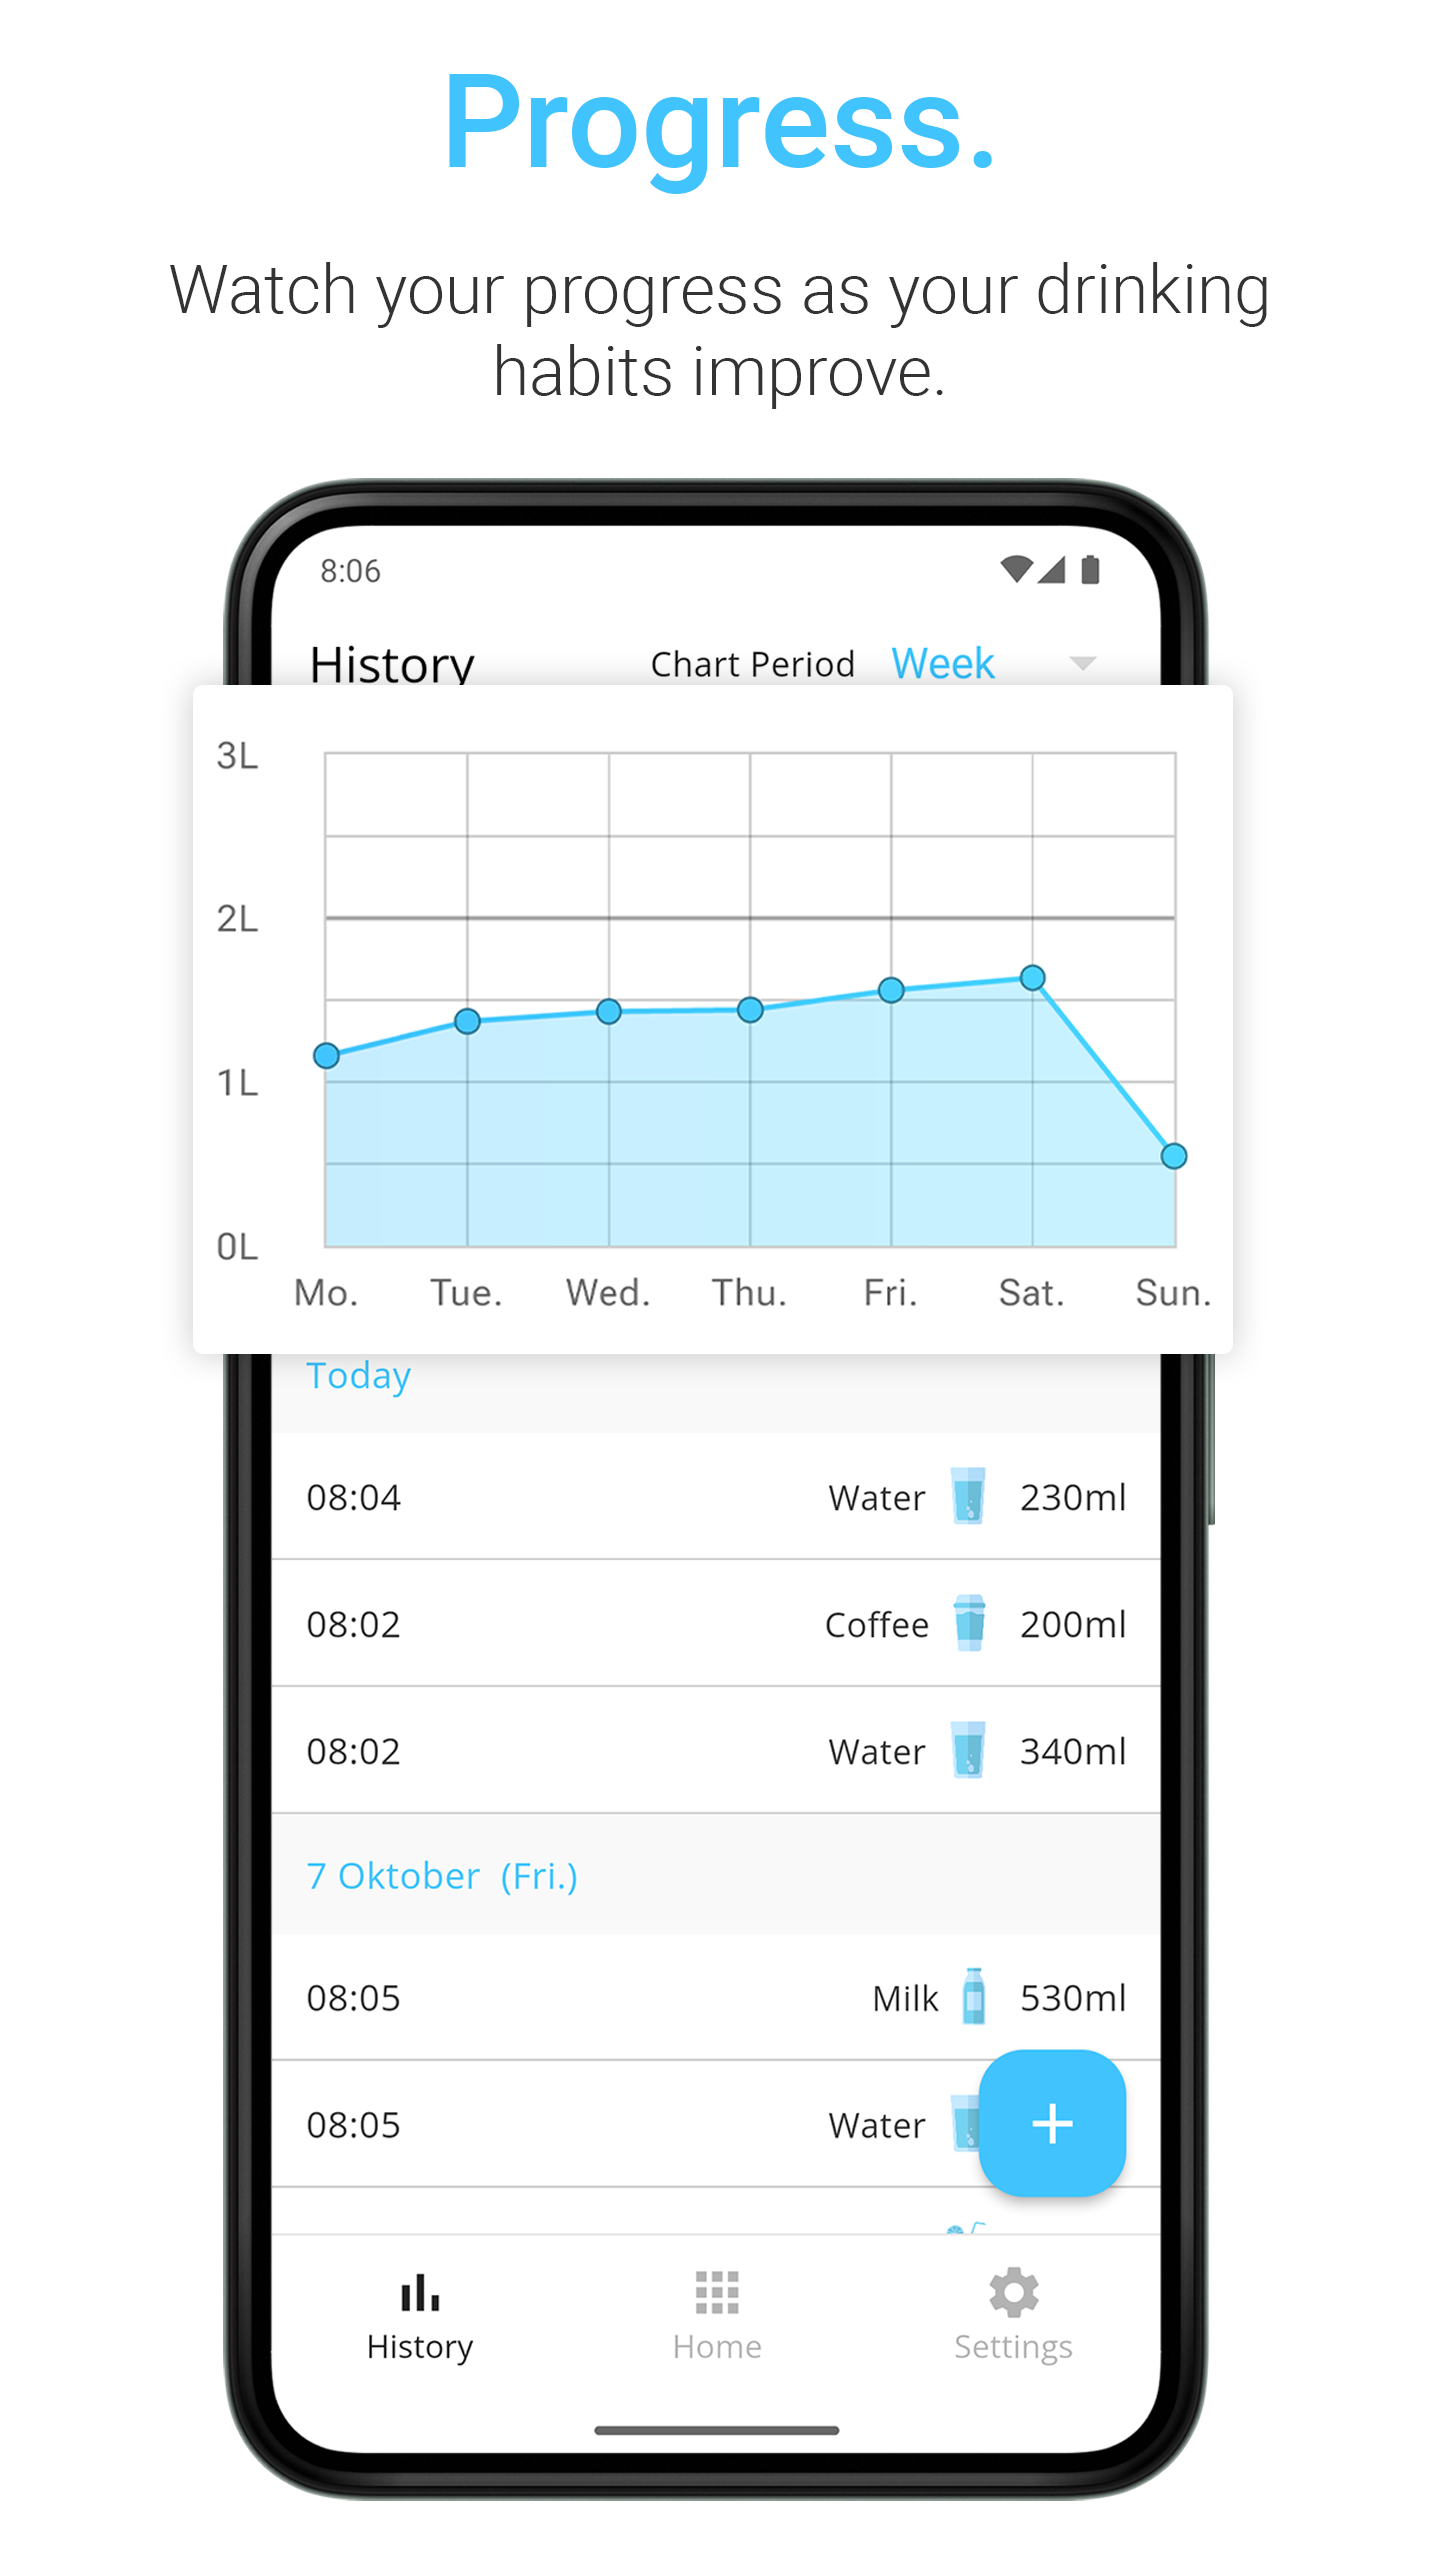 Progress.
Watch your progress as your drinking
habits improve.
8:06
History Chart Period Week
3L
2L
1L
0L
Mo. Tue. Wed. Thu. Fri. Sat. Sun.
Today
08:04 Water 230ml
08:02 Coffee 200ml
08:02 Water 340ml
7 Oktober (Fri.)
08:05 Milk 530ml
08:05 Water
+
History Home Settings